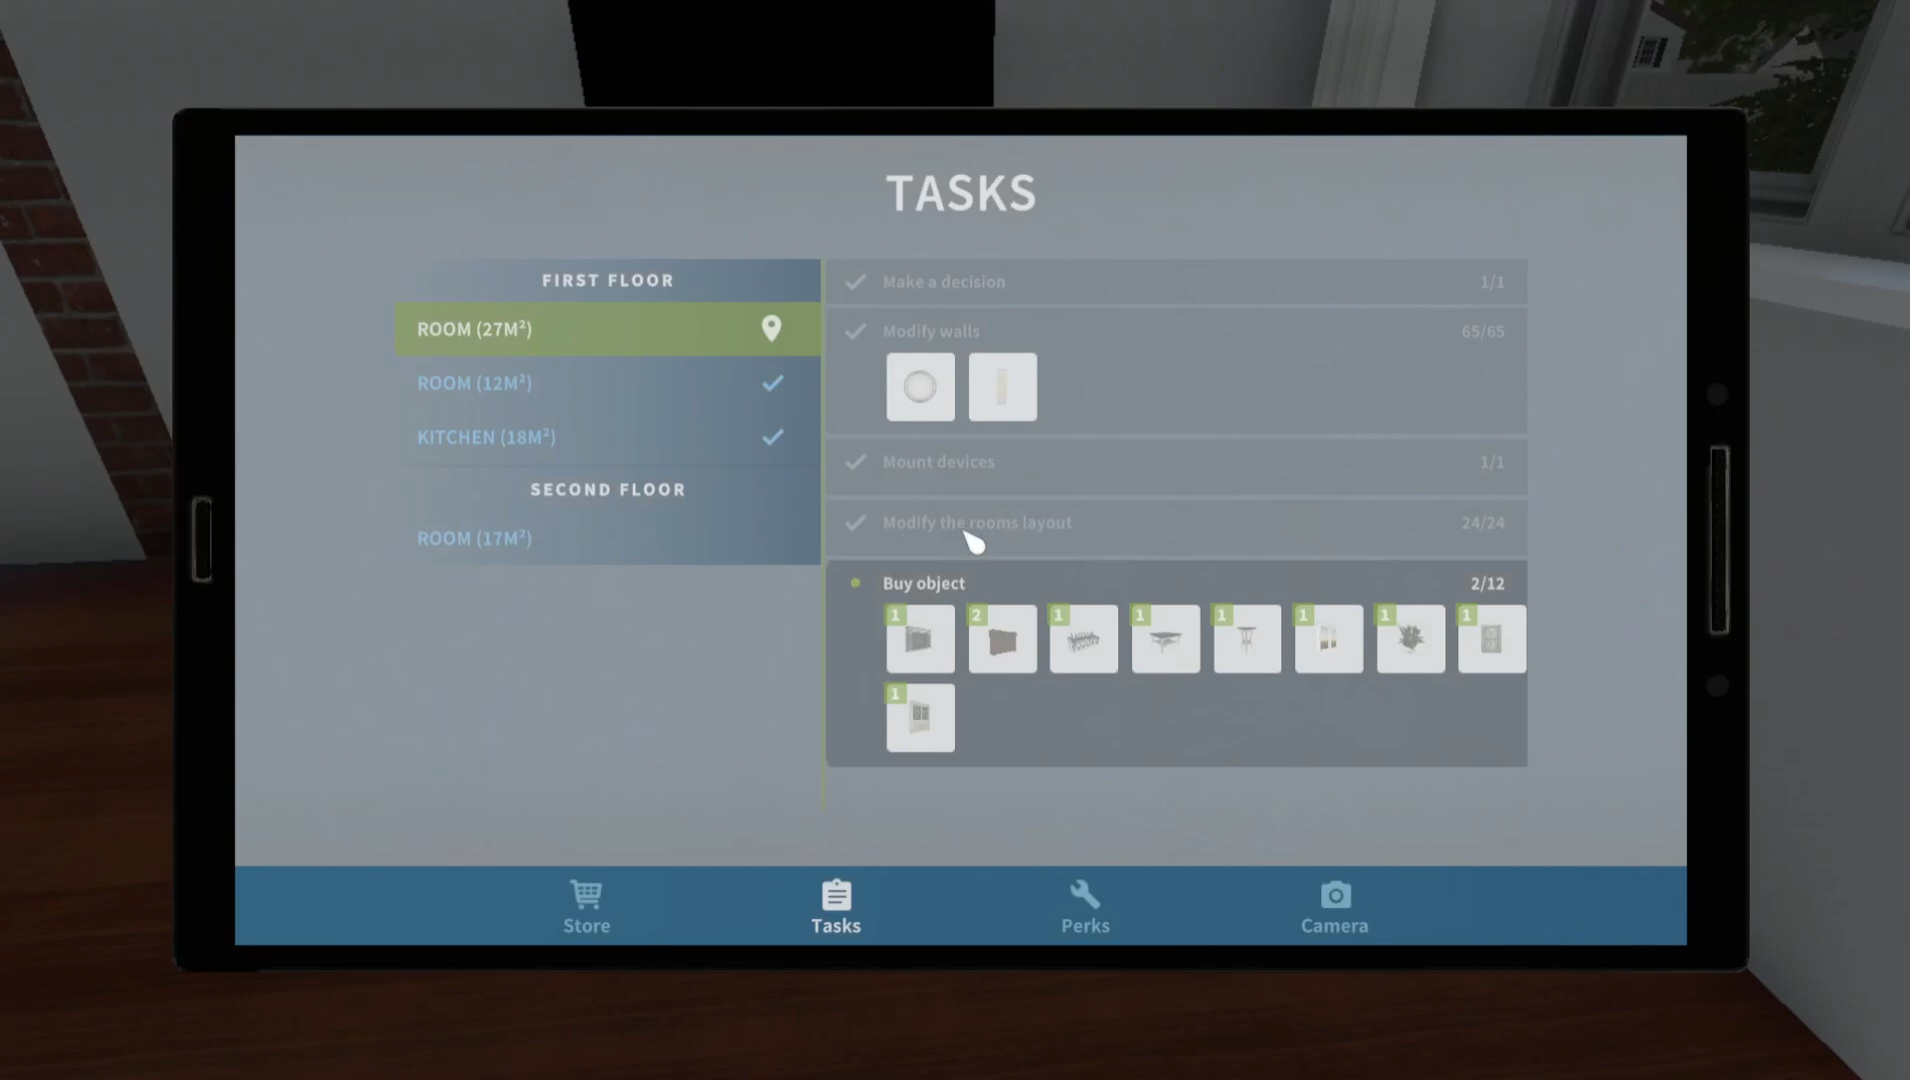 TASKS
FIRST FLOOR
ROOM (27M²)
ROOM (12M²)
KITCHEN (18M²)
SECOND FLOOR
ROOM (17M²)
Make a decision 1/1
Modify walls 65/65
Mount devices 1/1
Modify the rooms layout 24/24
Buy object 2/12
1 2 1 1 1 1 1 1
1
Store Tasks Perks Camera